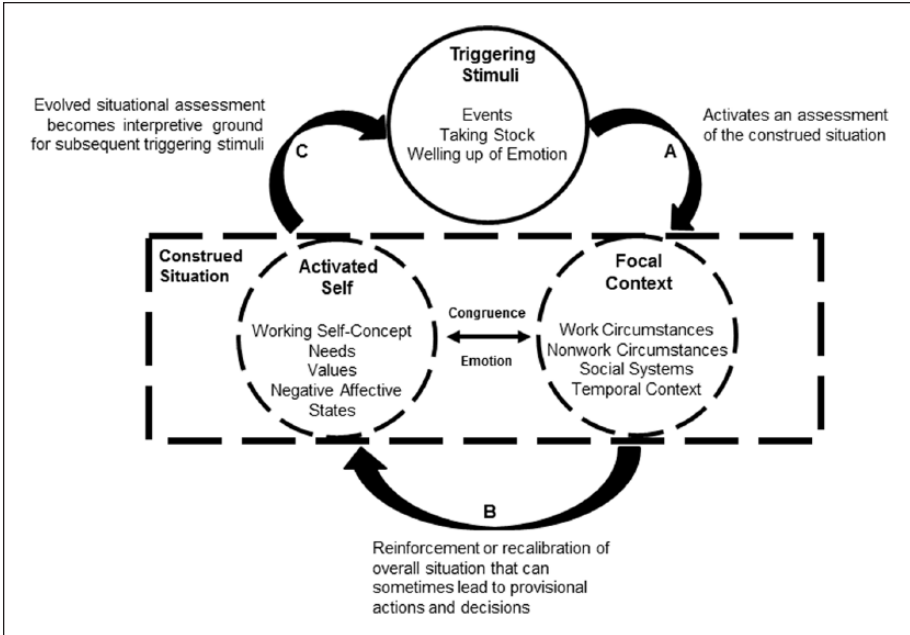 Triggering
Stimuli
Events
Taking Stock
Welling up of Emotion
Evolved situational assessment
becomes interpretive ground
for subsequent triggering stimuli
C
A
Activates an assessment
of the construed situation
Construed
Situation
Activated
Self
Working Self-Concept
Needs
Values
Negative Affective
States
Congruence
Emotion
Focal
Context
Work Circumstances
Nonwork Circumstances
Social Systems
Temporal Context
B
Reinforcement or recalibration of
overall situation that can
sometimes lead to provisional
actions and decisions